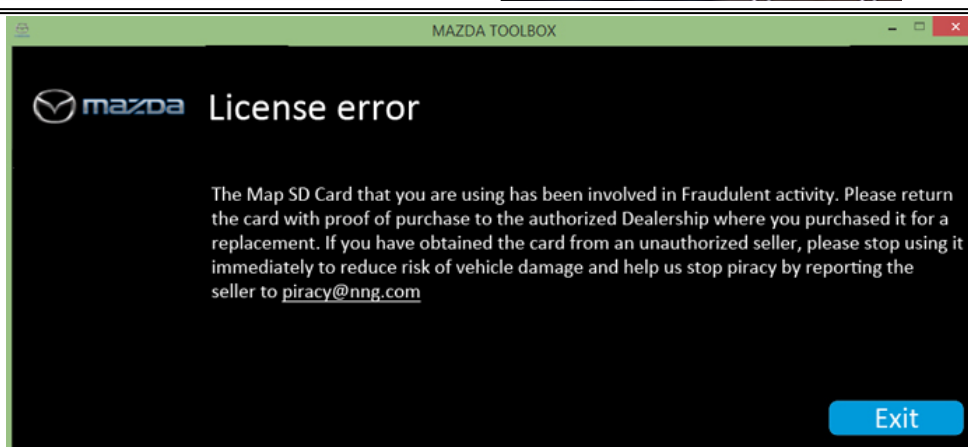 MAZDA TOOLBOX
mazda
License error
The Map SD Card that you are using has been involved in Fraudulent activity. Please return
the card with proof of purchase to the authorized Dealership where you purchased it for a
replacement. If you have obtained the card from an unauthorized seller, please stop using it
immediately to reduce risk of vehicle damage and help us stop piracy by reporting the
seller to piracy@nng.com
Exit